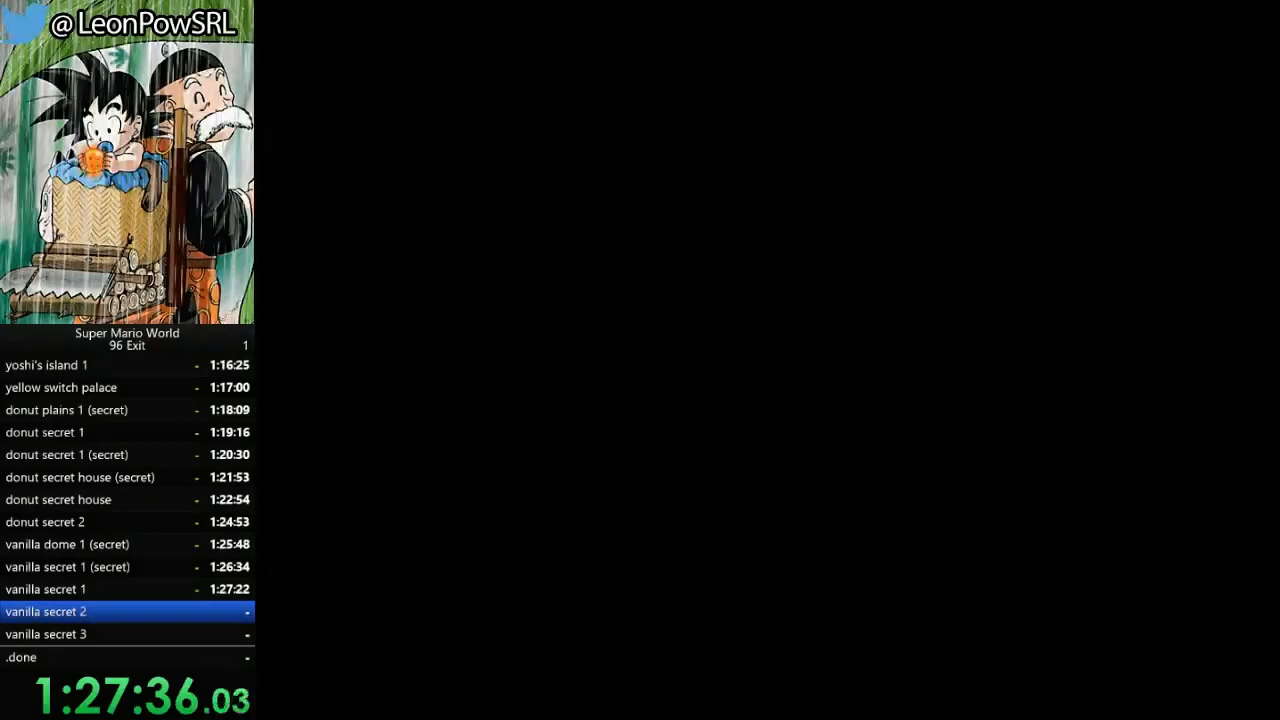 @LeonPowSRL
Super Mario World
96 Exit 1
yoshi's island 1 - 1:16:25
yellow switch palace - 1:17:00
donut plains 1 (secret) - 1:18:09
donut secret 1 - 1:19:16
donut secret 1 (secret) - 1:20:30
donut secret house (secret) - 1:21:53
donut secret house - 1:22:54
donut secret 2 - 1:24:53
vanilla dome 1 (secret) - 1:25:48
vanilla secret 1 (secret) - 1:26:34
vanilla secret 1 - 1:27:22
vanilla secret 2 -
vanilla secret 3 -
.done -
1:27:36.03